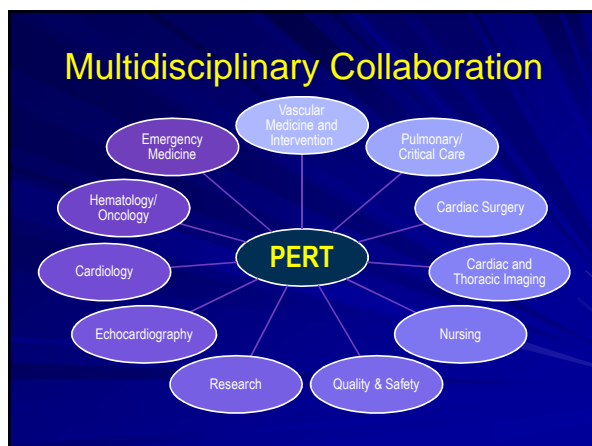 Multidisciplinary Collaboration
Vascular
Medicine and
Intervention
Pulmonary/
Critical Care
Cardiac Surgery
Cardiac and
Thoracic Imaging
Nursing
Quality & Safety
Research
Echocardiography
Cardiology
Hematology/
Oncology
Emergency
Medicine
PERT